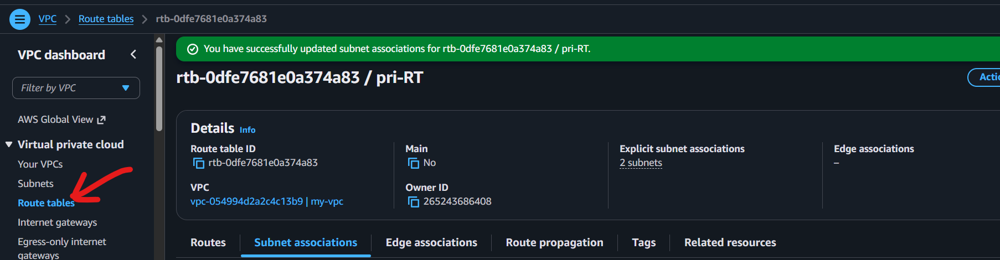 VPC > Route tables > rtb-0dfe7681e0a374a83
VPC dashboard
Filter by VPC
AWS Global View
Virtual private cloud
Your VPCs
Subnets
Route tables
Internet gateways
Egress-only internet
gateways
You have successfully updated subnet associations for rtb-0dfe7681e0a374a83 / pri-RT.
rtb-0dfe7681e0a374a83 / pri-RT
Details Info
Route table ID
rtb-0dfe7681e0a374a83
Main
No
Explicit subnet associations
2 subnets
Edge associations
–
VPC
vpc-054994d2a2c4c13b9 | my-vpc
Owner ID
265243686408
Routes Subnet associations Edge associations Route propagation Tags Related resources